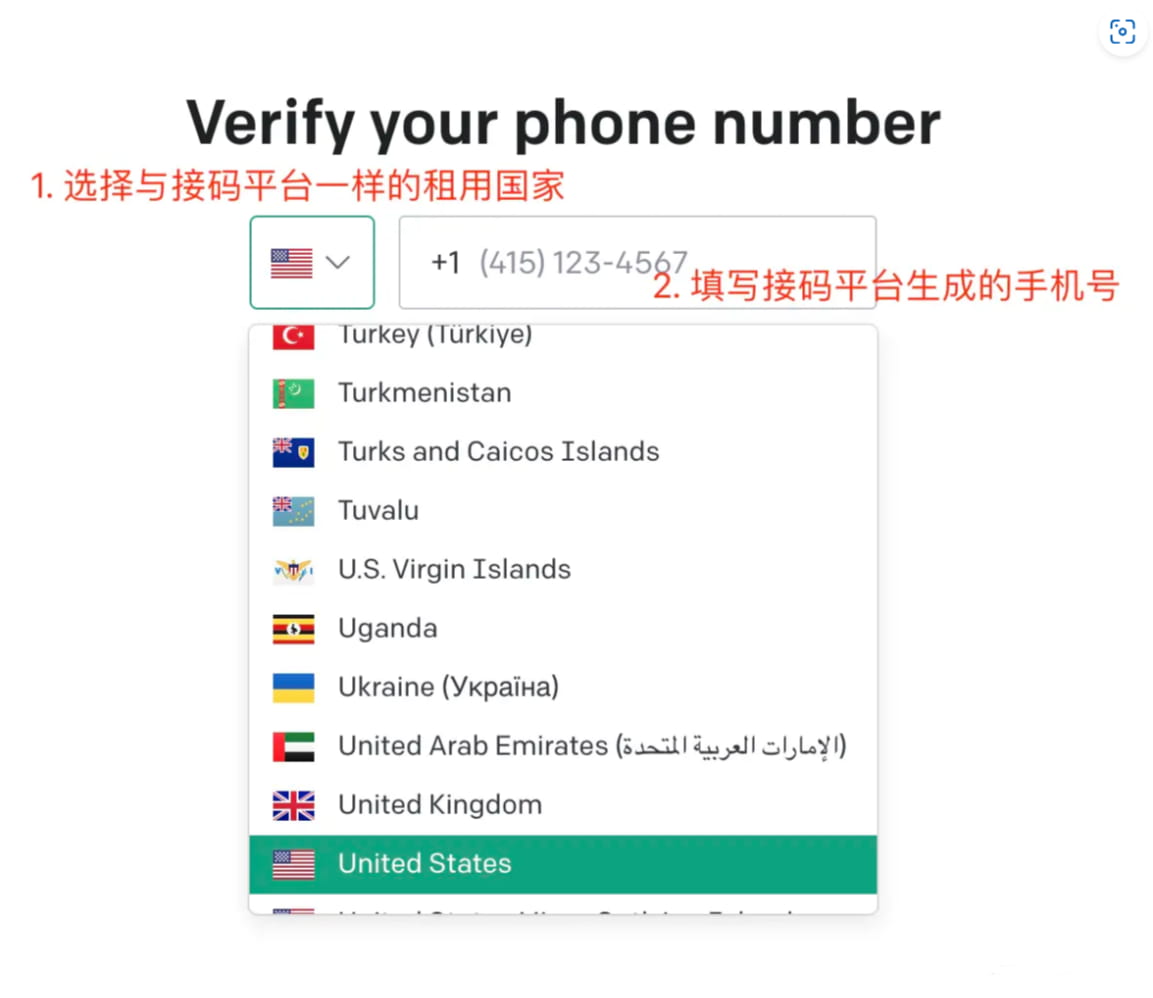 Verify your phone number
1. 选择与接码平台一样的租用国家
+1 (415) 123-4567
2. 填写接码平台生成的手机号
Turkey (Türkiye)
Turkmenistan
Turks and Caicos Islands
Tuvalu
U.S. Virgin Islands
Uganda
Ukraine (Україна)
United Arab Emirates (الإمارات العربية المتحدة)
United Kingdom
United States